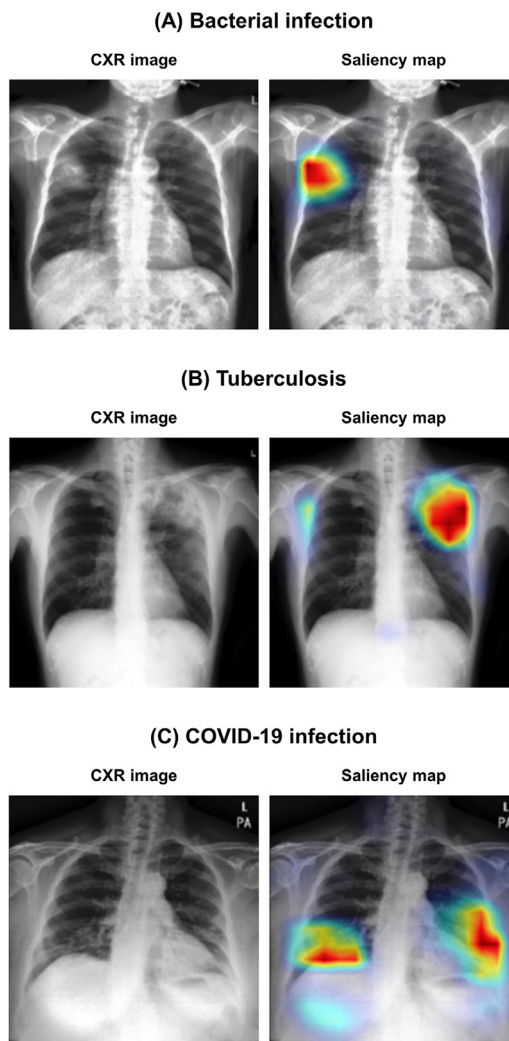 (A) Bacterial infection
CXR image Saliency map
L
(B) Tuberculosis
CXR image Saliency map
L
(C) COVID-19 infection
CXR image Saliency map
L L
PA PA